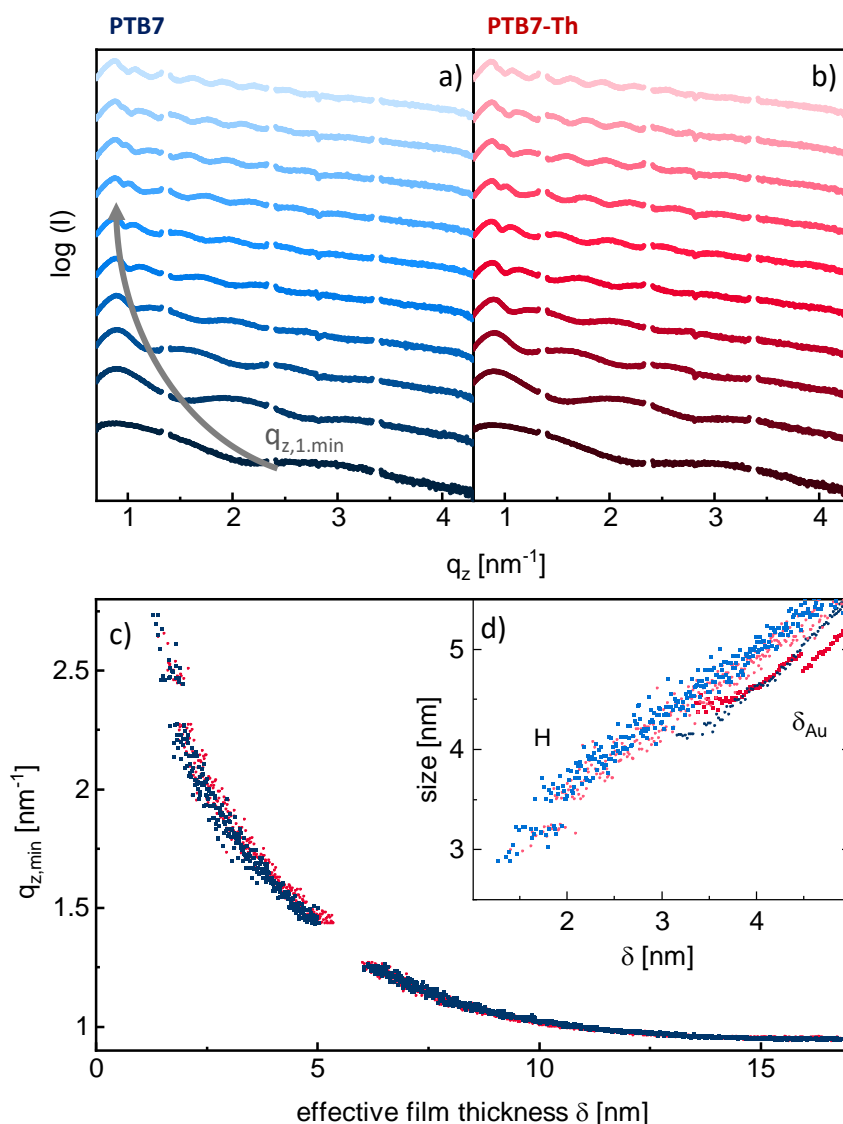 PTB7
PTB7-Th
a)
b)
log (I)
q_z,1.min
1
2
3
4
1
2
3
4
q_z [nm^-1]
c)
d)
2.5
2
1.5
1
q_z,min [nm^-1]
0
5
10
15
effective film thickness δ [nm]
5
4
3
size [nm]
H
δ_Au
2
3
4
δ [nm]